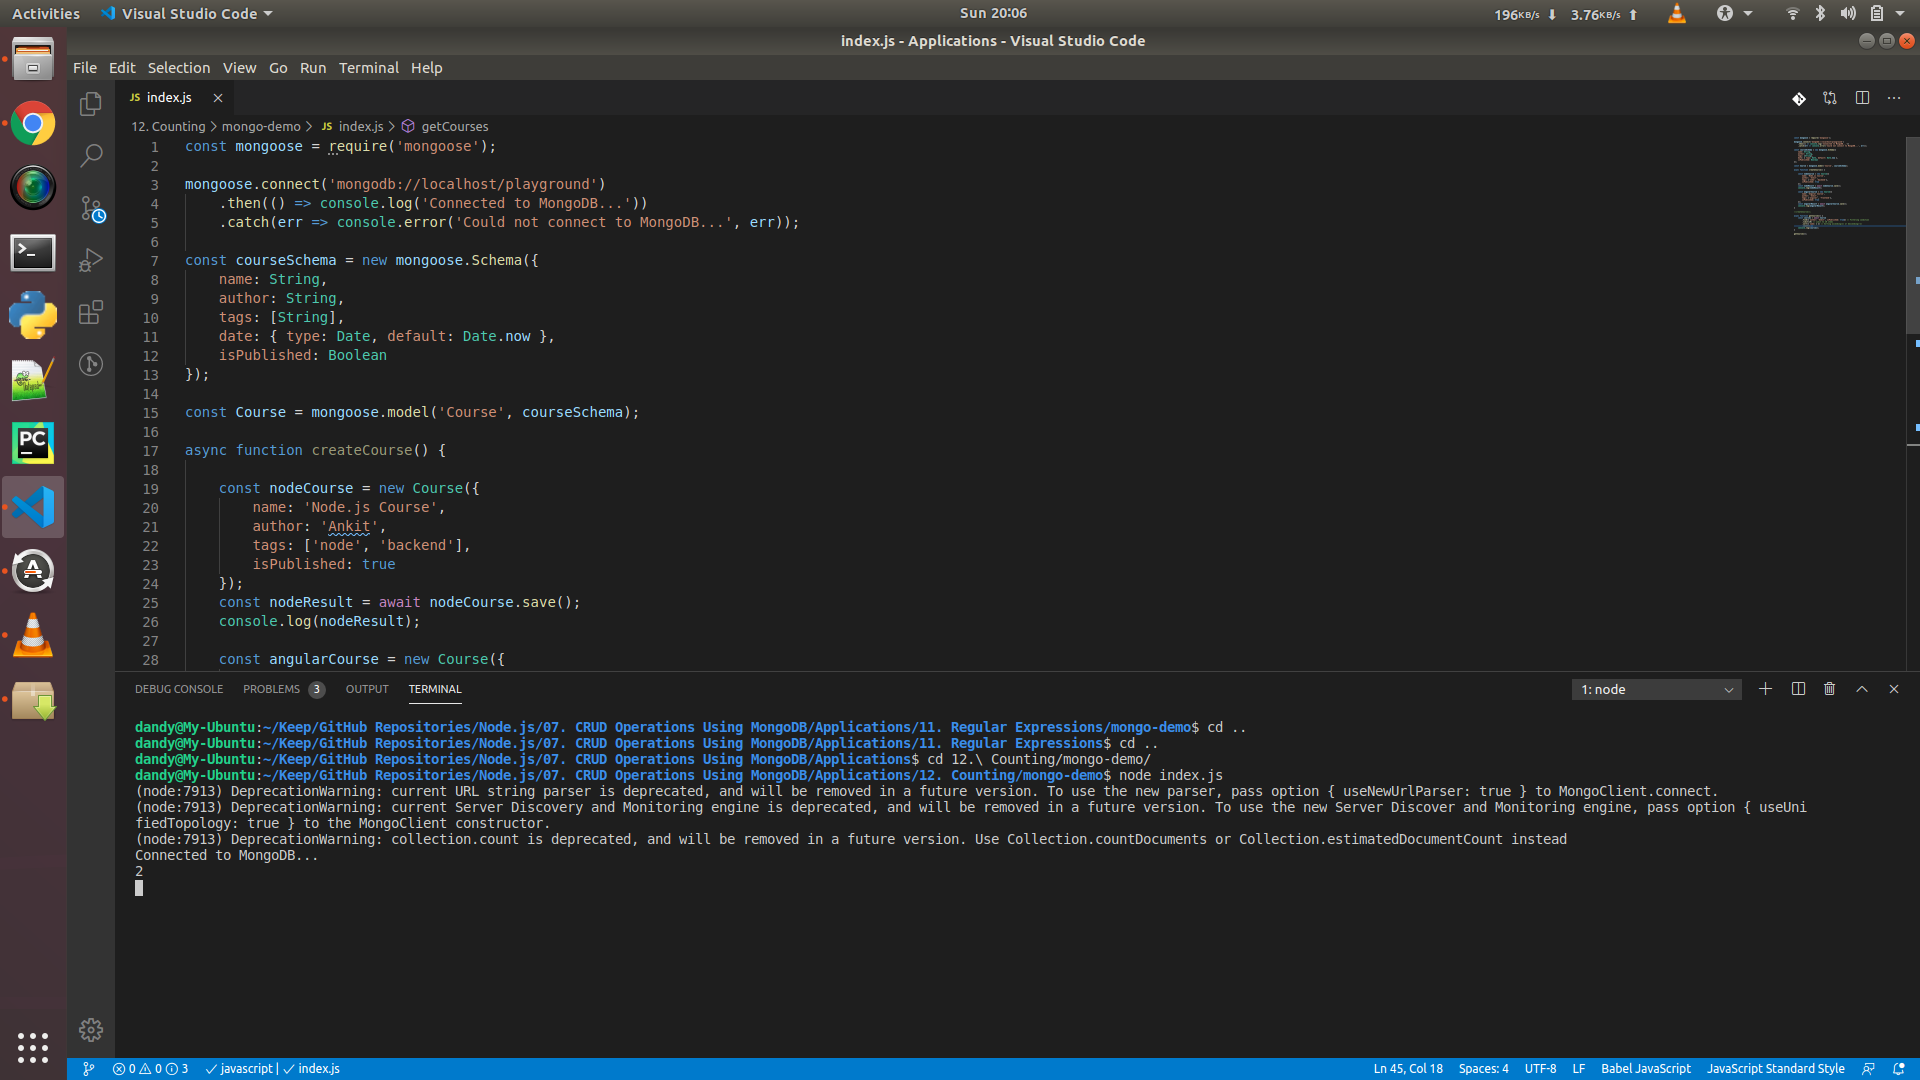 Activities Visual Studio Code Sun 20:06 196KB/s 3.76KB/s
index.js - Applications - Visual Studio Code
File Edit Selection View Go Run Terminal Help
JS index.js
12. Counting > mongo-demo > JS index.js > getCourses
1 const mongoose = require('mongoose');
2
3 mongoose.connect('mongodb://localhost/playground')
4 .then(() => console.log('Connected to MongoDB...'))
5 .catch(err => console.error('Could not connect to MongoDB...', err));
6
7 const courseSchema = new mongoose.Schema({
8 name: String,
9 author: String,
10 tags: [String],
11 date: { type: Date, default: Date.now },
12 isPublished: Boolean
13 });
14
15 const Course = mongoose.model('Course', courseSchema);
16
17 async function createCourse() {
18
19 const nodeCourse = new Course({
20 name: 'Node.js Course',
21 author: 'Ankit',
22 tags: ['node', 'backend'],
23 isPublished: true
24 });
25 const nodeResult = await nodeCourse.save();
26 console.log(nodeResult);
27
28 const angularCourse = new Course({
DEBUG CONSOLE PROBLEMS 3 OUTPUT TERMINAL 1: node
dandy@My-Ubuntu:~/Keep/GitHub Repositories/Node.js/07. CRUD Operations Using MongoDB/Applications/11. Regular Expressions/mongo-demo$ cd ..
dandy@My-Ubuntu:~/Keep/GitHub Repositories/Node.js/07. CRUD Operations Using MongoDB/Applications/11. Regular Expressions$ cd ..
dandy@My-Ubuntu:~/Keep/GitHub Repositories/Node.js/07. CRUD Operations Using MongoDB/Applications$ cd 12.\ Counting/mongo-demo/
dandy@My-Ubuntu:~/Keep/GitHub Repositories/Node.js/07. CRUD Operations Using MongoDB/Applications/12. Counting/mongo-demo$ node index.js
(node:7913) DeprecationWarning: current URL string parser is deprecated, and will be removed in a future version. To use the new parser, pass option { useNewUrlParser: true } to MongoClient.connect.
(node:7913) DeprecationWarning: current Server Discovery and Monitoring engine is deprecated, and will be removed in a future version. To use the new Server Discover and Monitoring engine, pass option { useUni
fiedTopology: true } to the MongoClient constructor.
(node:7913) DeprecationWarning: collection.count is deprecated, and will be removed in a future version. Use Collection.countDocuments or Collection.estimatedDocumentCount instead
Connected to MongoDB...
2
0 0 3 javascript | index.js Ln 45, Col 18 Spaces: 4 UTF-8 LF Babel JavaScript JavaScript Standard Style